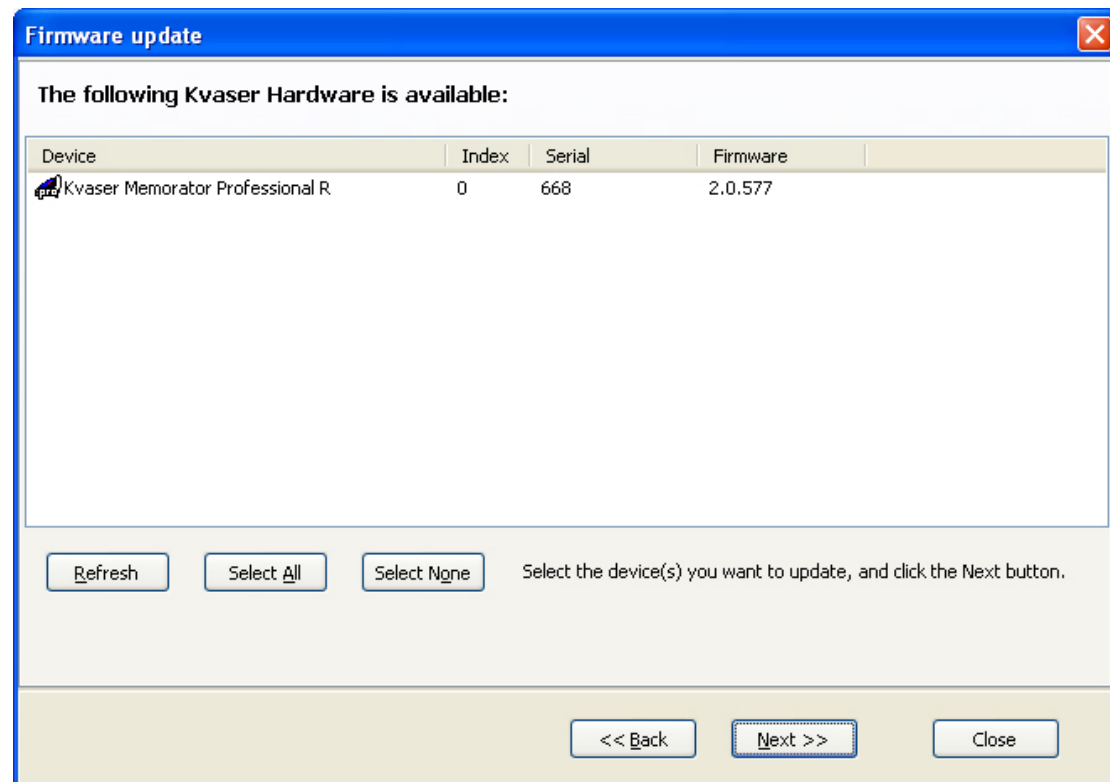 Firmware update
The following Kvaser Hardware is available:
Device Index Serial Firmware
pro Kvaser Memorator Professional R 0 668 2.0.577
Refresh Select All Select None Select the device(s) you want to update, and click the Next button.
<< Back Next >> Close